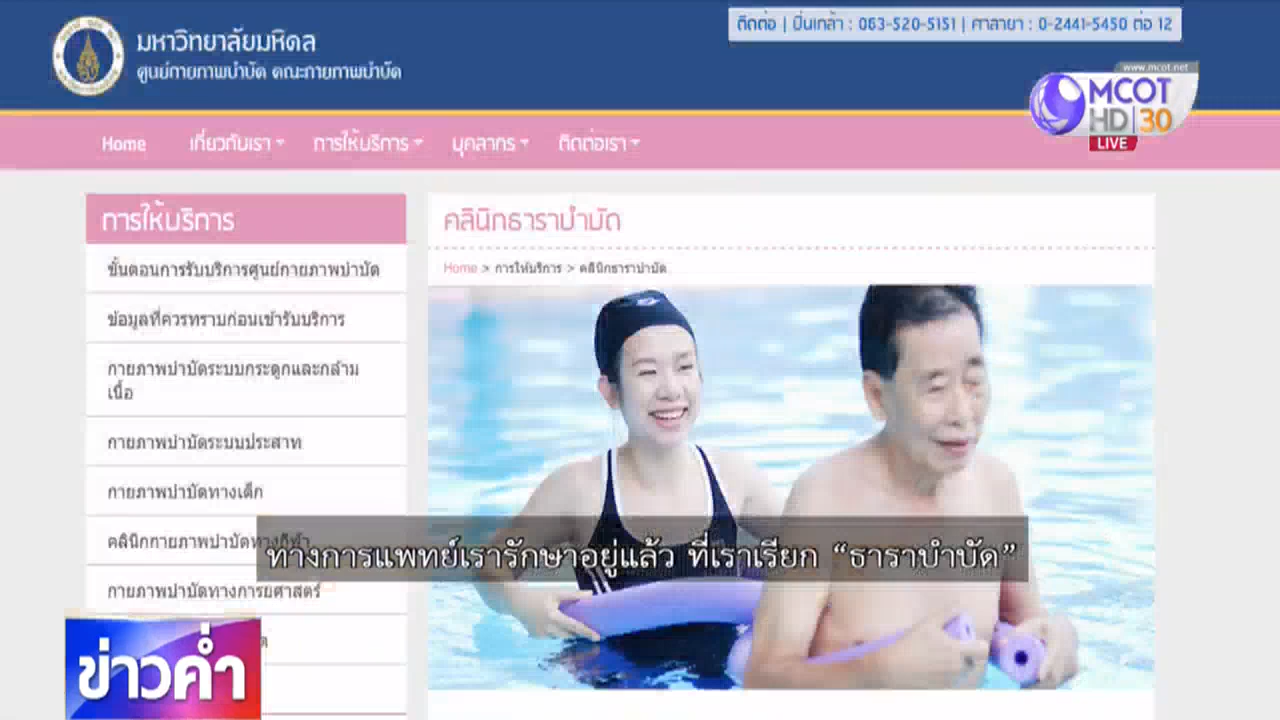 มหาวิทยาลัยมหิดล
ศูนย์กายภาพบำบัด คณะกายภาพบำบัด
ติดต่อ | ปิ่นเกล้า : 063-520-5151 | ศาลายา : 0-2441-5450 ต่อ 12
www.mcot.net
MCOT
HD 30
LIVE
Home เกี่ยวกับเรา การให้บริการ บุคลากร ติดต่อเรา
การให้บริการ
ขั้นตอนการรับบริการศูนย์กายภาพบำบัด
ข้อมูลที่ควรทราบก่อนเข้ารับบริการ
กายภาพบำบัดระบบกระดูกและกล้าม
เนื้อ
กายภาพบำบัดระบบประสาท
กายภาพบำบัดทางเด็ก
คลินิกกายภาพบำบัดทางกีฬา
กายภาพบำบัดทางการยศาสตร์
คลินิกธาราบำบัด
Home > การให้บริการ > คลินิกธาราบำบัด
ทางการแพทย์เรารักษาอยู่แล้ว ที่เราเรียก “ธาราบำบัด”
ข่าวค่ำ